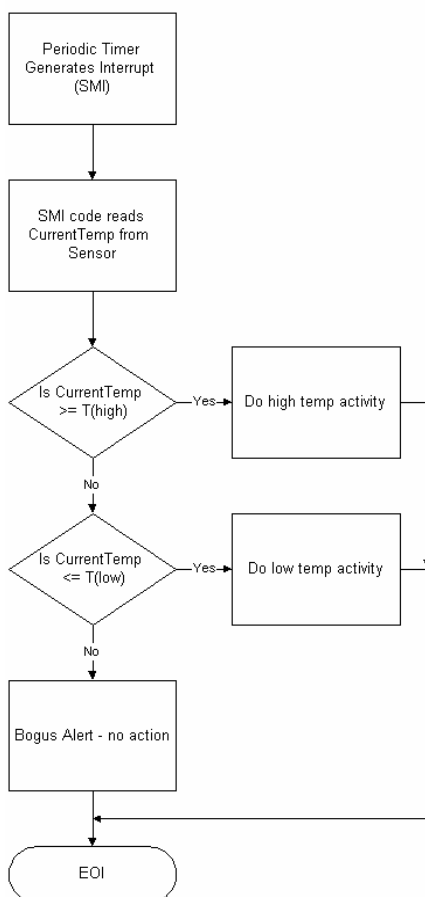 Periodic Timer
Generates Interrupt
(SMI)
SMI code reads
CurrentTemp from
Sensor
Is CurrentTemp
>= T(high)
Yes
Do high temp activity
No
Is CurrentTemp
<= T(low)
Yes
Do low temp activity
No
Bogus Alert - no action
EOI